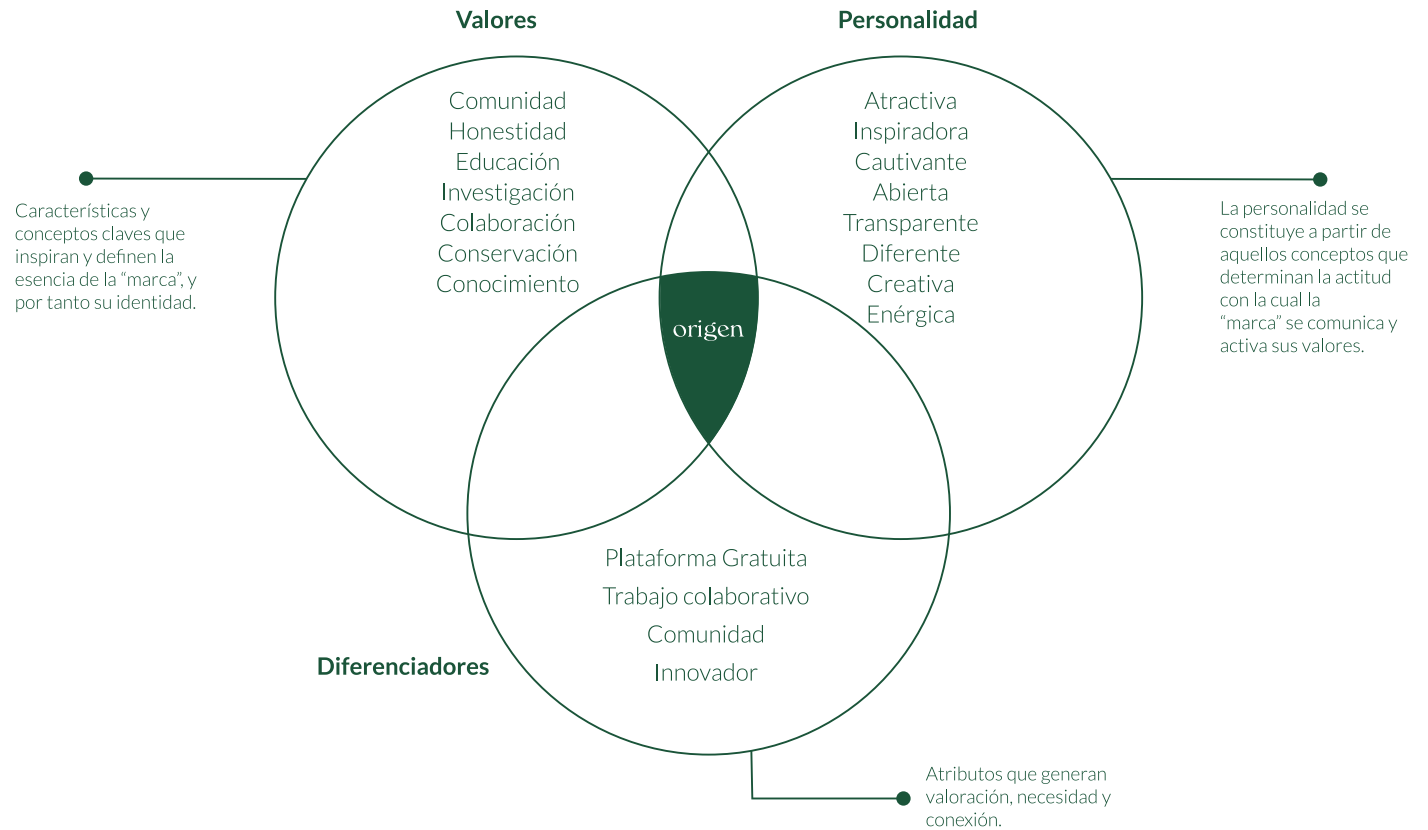 Valores
Comunidad
Honestidad
Educación
Investigación
Colaboración
Conservación
Conocimiento
Características y
conceptos claves que
inspiran y definen la
esencia de la “marca”, y
por tanto su identidad.
Personalidad
Atractiva
Inspiradora
Cautivante
Abierta
Transparente
Diferente
Creativa
Enérgica
La personalidad se
constituye a partir de
aquellos conceptos que
determinan la actitud
con la cual la
“marca” se comunica y
activa sus valores.
origen
Diferenciadores
Plataforma Gratuita
Trabajo colaborativo
Comunidad
Innovador
Atributos que generan
valoración, necesidad y
conexión.